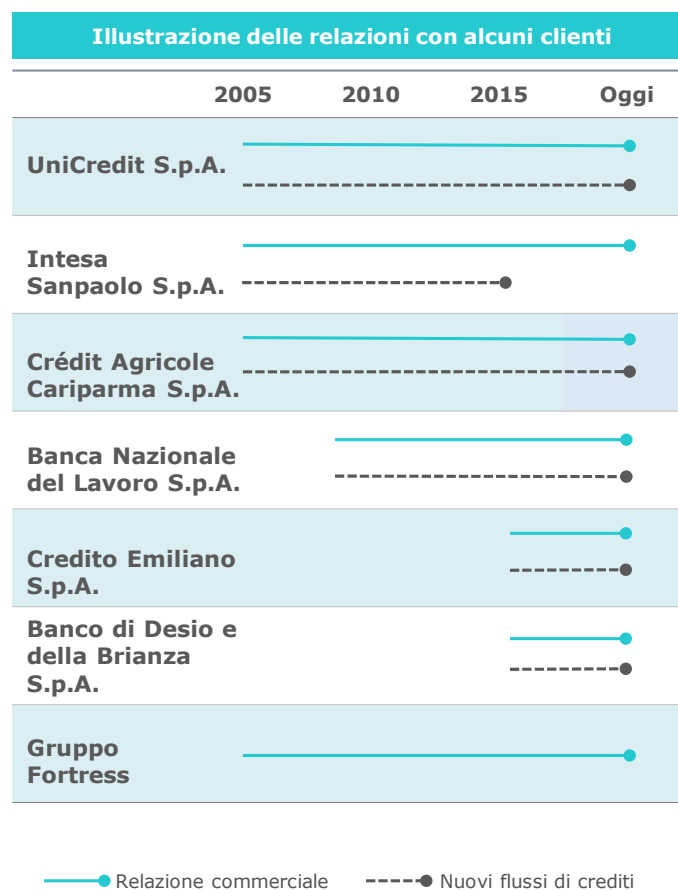 Illustrazione delle relazioni con alcuni clienti
2005 2010 2015 Oggi
UniCredit S.p.A.
Intesa
Sanpaolo S.p.A.
Crédit Agricole
Cariparma S.p.A.
Banca Nazionale
del Lavoro S.p.A.
Credito Emiliano
S.p.A.
Banco di Desio e
della Brianza
S.p.A.
Gruppo
Fortress
Relazione commerciale Nuovi flussi di crediti